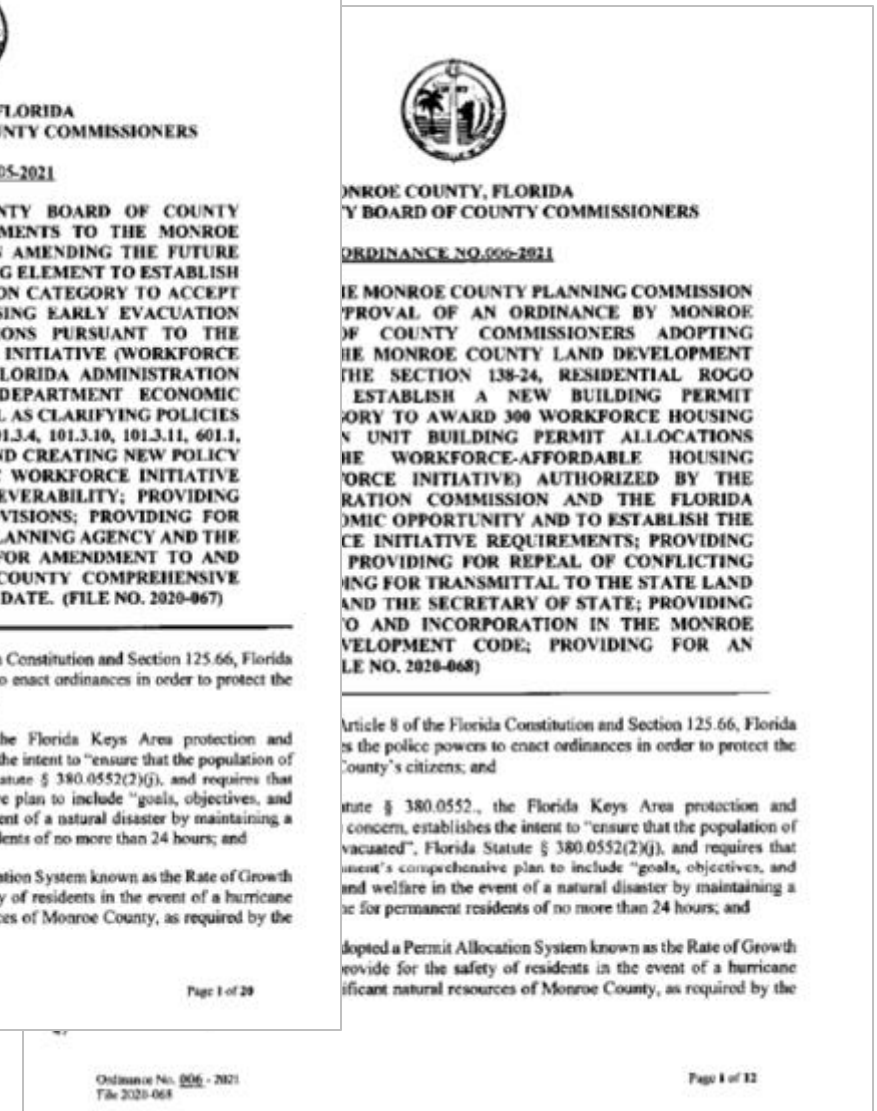 FLORIDA
NTY COMMISSIONERS
05-2021
NTY BOARD OF COUNTY
MENTS TO THE MONROE
AMENDING THE FUTURE
G ELEMENT TO ESTABLISH
ON CATEGORY TO ACCEPT
SING EARLY EVACUATION
ONS PURSUANT TO THE
INITIATIVE (WORKFORCE
LORIDA ADMINISTRATION
DEPARTMENT ECONOMIC
L AS CLARIFYING POLICIES
01.3.4, 101.3.10, 101.3.11, 601.1,
ND CREATING NEW POLICY
WORKFORCE INITIATIVE
EVERABILITY; PROVIDING
VISIONS; PROVIDING FOR
LANNING AGENCY AND THE
FOR AMENDMENT TO AND
COUNTY COMPREHENSIVE
DATE. (FILE NO. 2020-067)
Constitution and Section 125.66, Florida
o enact ordinances in order to protect the
he Florida Keys Area protection and
the intent to "ensure that the population of
atute § 380.0552(2)(j), and requires that
e plan to include "goals, objectives, and
ent of a natural disaster by maintaining a
dents of no more than 24 hours; and
ation System known as the Rate of Growth
y of residents in the event of a hurricane
ces of Monroe County, as required by the
Page 1 of 20
ONROE COUNTY, FLORIDA
Y BOARD OF COUNTY COMMISSIONERS
ORDINANCE NO.006-2021
HE MONROE COUNTY PLANNING COMMISSION
PROVAL OF AN ORDINANCE BY MONROE
OF COUNTY COMMISSIONERS ADOPTING
HE MONROE COUNTY LAND DEVELOPMENT
THE SECTION 138-24, RESIDENTIAL ROGO
ESTABLISH A NEW BUILDING PERMIT
ORY TO AWARD 300 WORKFORCE HOUSING
N UNIT BUILDING PERMIT ALLOCATIONS
HE WORKFORCE-AFFORDABLE HOUSING
ORCE INITIATIVE) AUTHORIZED BY THE
RATION COMMISSION AND THE FLORIDA
OMIC OPPORTUNITY AND TO ESTABLISH THE
CE INITIATIVE REQUIREMENTS; PROVIDING
PROVIDING FOR REPEAL OF CONFLICTING
ING FOR TRANSMITTAL TO THE STATE LAND
AND THE SECRETARY OF STATE; PROVIDING
TO AND INCORPORATION IN THE MONROE
VELOPMENT CODE; PROVIDING FOR AN
LE NO. 2020-068)
Article 8 of the Florida Constitution and Section 125.66, Florida
es the police powers to enact ordinances in order to protect the
County's citizens; and
atute § 380.0552., the Florida Keys Area protection and
concern, establishes the intent to "ensure that the population of
vacuated", Florida Statute § 380.0552(2)(j), and requires that
nment's comprehensive plan to include "goals, objectives, and
and welfare in the event of a natural disaster by maintaining a
e for permanent residents of no more than 24 hours; and
dopted a Permit Allocation System known as the Rate of Growth
rovide for the safety of residents in the event of a hurricane
ificant natural resources of Monroe County, as required by the
Ordinance No. 006 - 2021
File 2020-068
Page 1 of 12